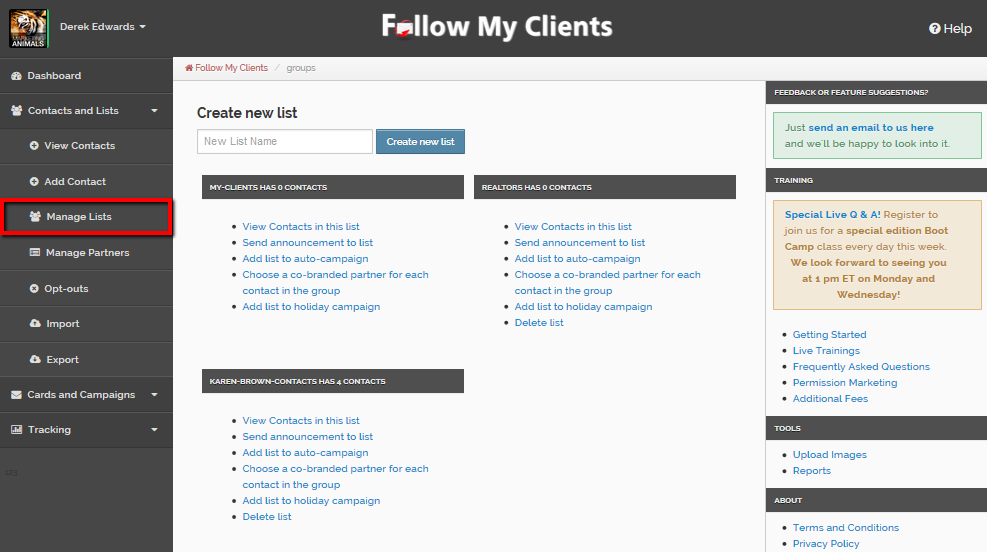 ANIMALS
Derek Edwards
Follow My Clients
Help
Dashboard
Contacts and Lists
View Contacts
Add Contact
Manage Lists
Manage Partners
Opt-outs
Import
Export
Cards and Campaigns
Tracking
Follow My Clients / groups
Create new list
New List Name
Create new list
MY-CLIENTS HAS 0 CONTACTS
View Contacts in this list
Send announcement to list
Add list to auto-campaign
Choose a co-branded partner for each
contact in the group
Add list to holiday campaign
REALTORS HAS 0 CONTACTS
View Contacts in this list
Send announcement to list
Add list to auto-campaign
Choose a co-branded partner for each
contact in the group
Add list to holiday campaign
Delete list
KAREN-BROWN-CONTACTS HAS 4 CONTACTS
View Contacts in this list
Send announcement to list
Add list to auto-campaign
Choose a co-branded partner for each
contact in the group
Add list to holiday campaign
Delete list
FEEDBACK OR FEATURE SUGGESTIONS?
Just send an email to us here
and we'll be happy to look into it.
TRAINING
Special Live Q & A! Register to
join us for a special edition Boot
Camp class every day this week.
We look forward to seeing you
at 1 pm ET on Monday and
Wednesday!
Getting Started
Live Trainings
Frequently Asked Questions
Permission Marketing
Additional Fees
TOOLS
Upload Images
Reports
ABOUT
Terms and Conditions
Privacy Policy